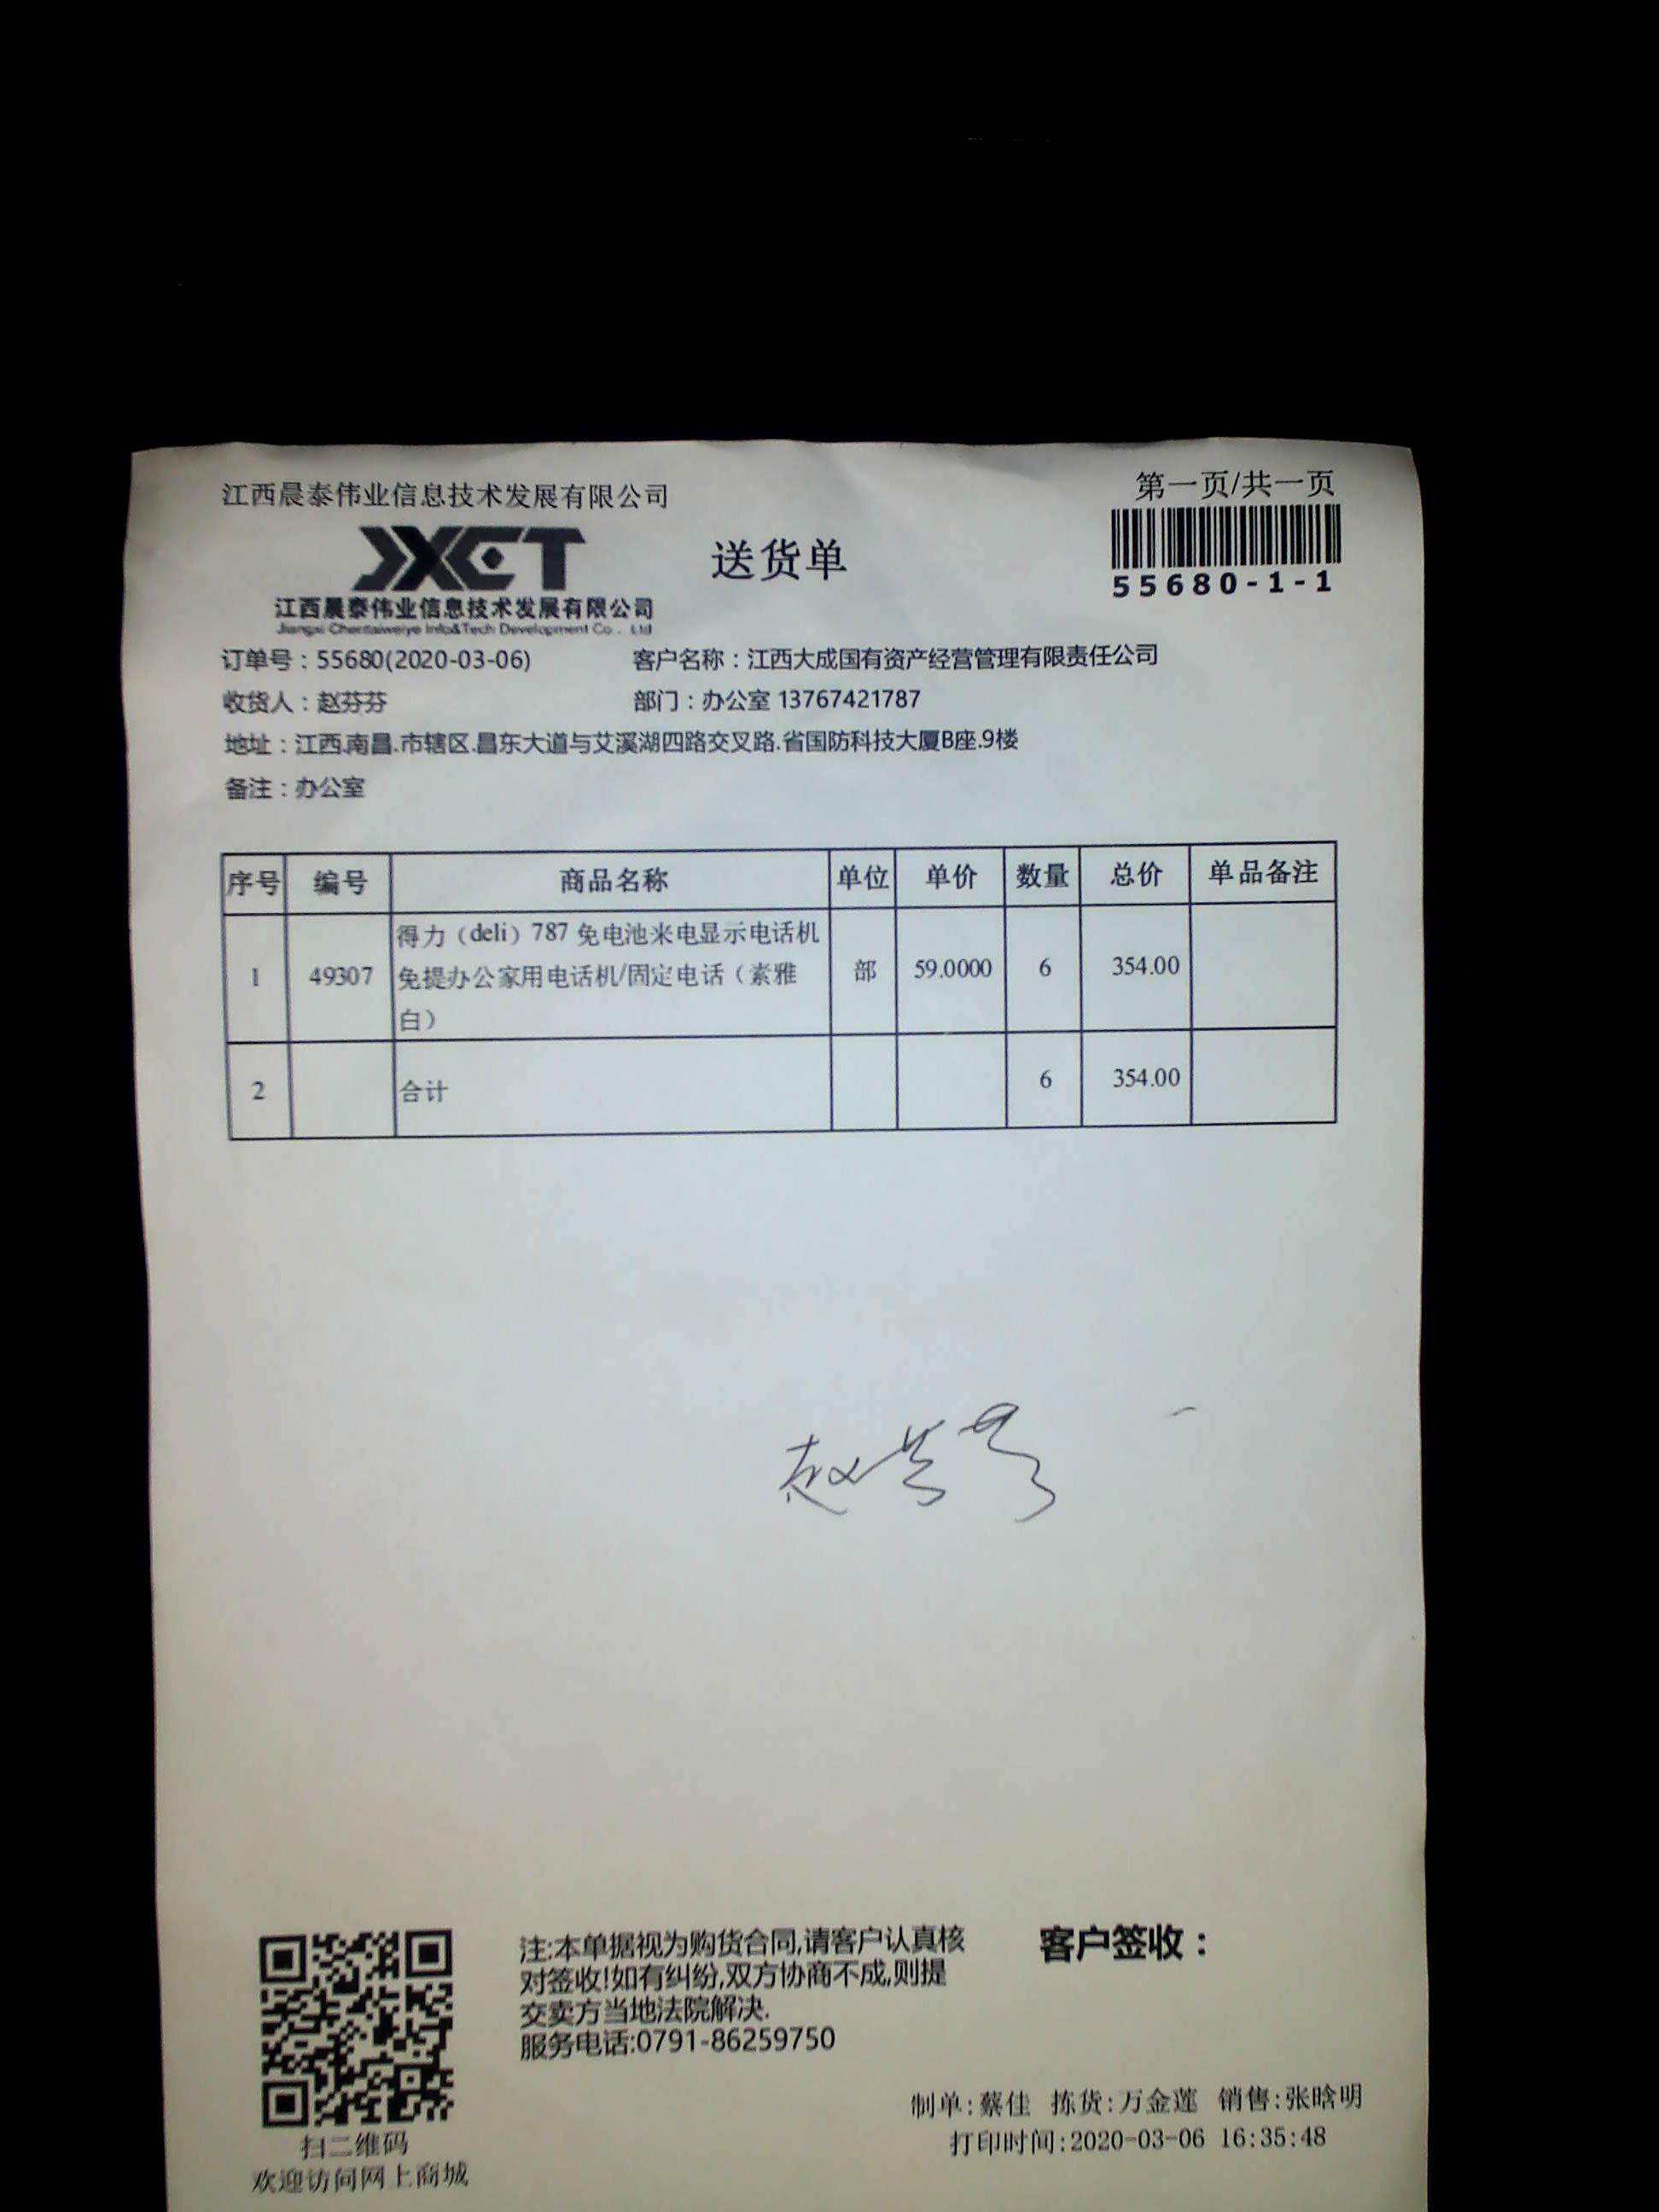 江西晨泰伟业信息技术发展有限公司
第一页/共一页
JXCT
送货单
55680-1-1
江西晨泰伟业信息技术发展有限公司
Jiangxi Chentaiweiye Info&Tech Development Co., Ltd
订单号：55680(2020-03-06) 客户名称：江西大成国有资产经营管理有限责任公司
收货人：赵芬芬 部门：办公室 13767421787
地址：江西.南昌.市辖区.昌东大道与艾溪湖四路交叉路.省国防科技大厦B座.9楼
备注：办公室
序号 编号 商品名称 单位 单价 数量 总价 单品备注
得力（deli）787 免电池来电显示电话机
1 49307 免提办公家用电话机/固定电话（素雅 部 59.0000 6 354.00
白）
2 合计 6 354.00
赵芬芬
注:本单据视为购货合同,请客户认真核
对签收!如有纠纷,双方协商不成,则提
交卖方当地法院解决.
服务电话:0791-86259750
客户签收：
制单:蔡佳 拣货:万金莲 销售:张晗明
打印时间:2020-03-06 16:35:48
扫二维码
欢迎访问网上商城